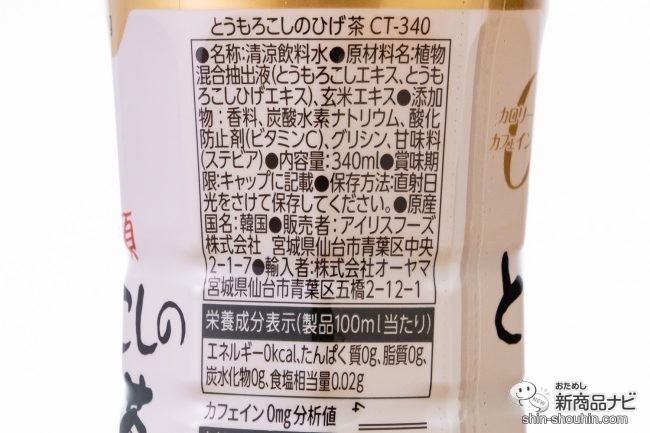 とうもろこしのひげ茶 CT-340
●名称:清涼飲料水●原材料名:植物
混合抽出液(とうもろこしエキス、とうも
ろこしひげエキス)、玄米エキス●添加
物:香料、炭酸水素ナトリウム、酸化
防止剤(ビタミンC)、グリシン、甘味料
(ステビア)●内容量:340ml●賞味期
限:キャップに記載●保存方法:直射日
光をさけて保存してください。●原産
国名:韓国●販売者:アイリスフーズ
株式会社 宮城県仙台市青葉区中央
2-1-7●輸入者:株式会社オーヤマ
宮城県仙台市青葉区五橋2-12-1
栄養成分表示(製品100ml当たり)
エネルギー0kcal、たんぱく質0g、脂質0g、
炭水化物0g、食塩相当量0.02g
カフェイン0mg分析値
カロリー
カフェイン
0
こしの
と
おためし
新商品ナビ
NEW
shin-shouhin.com